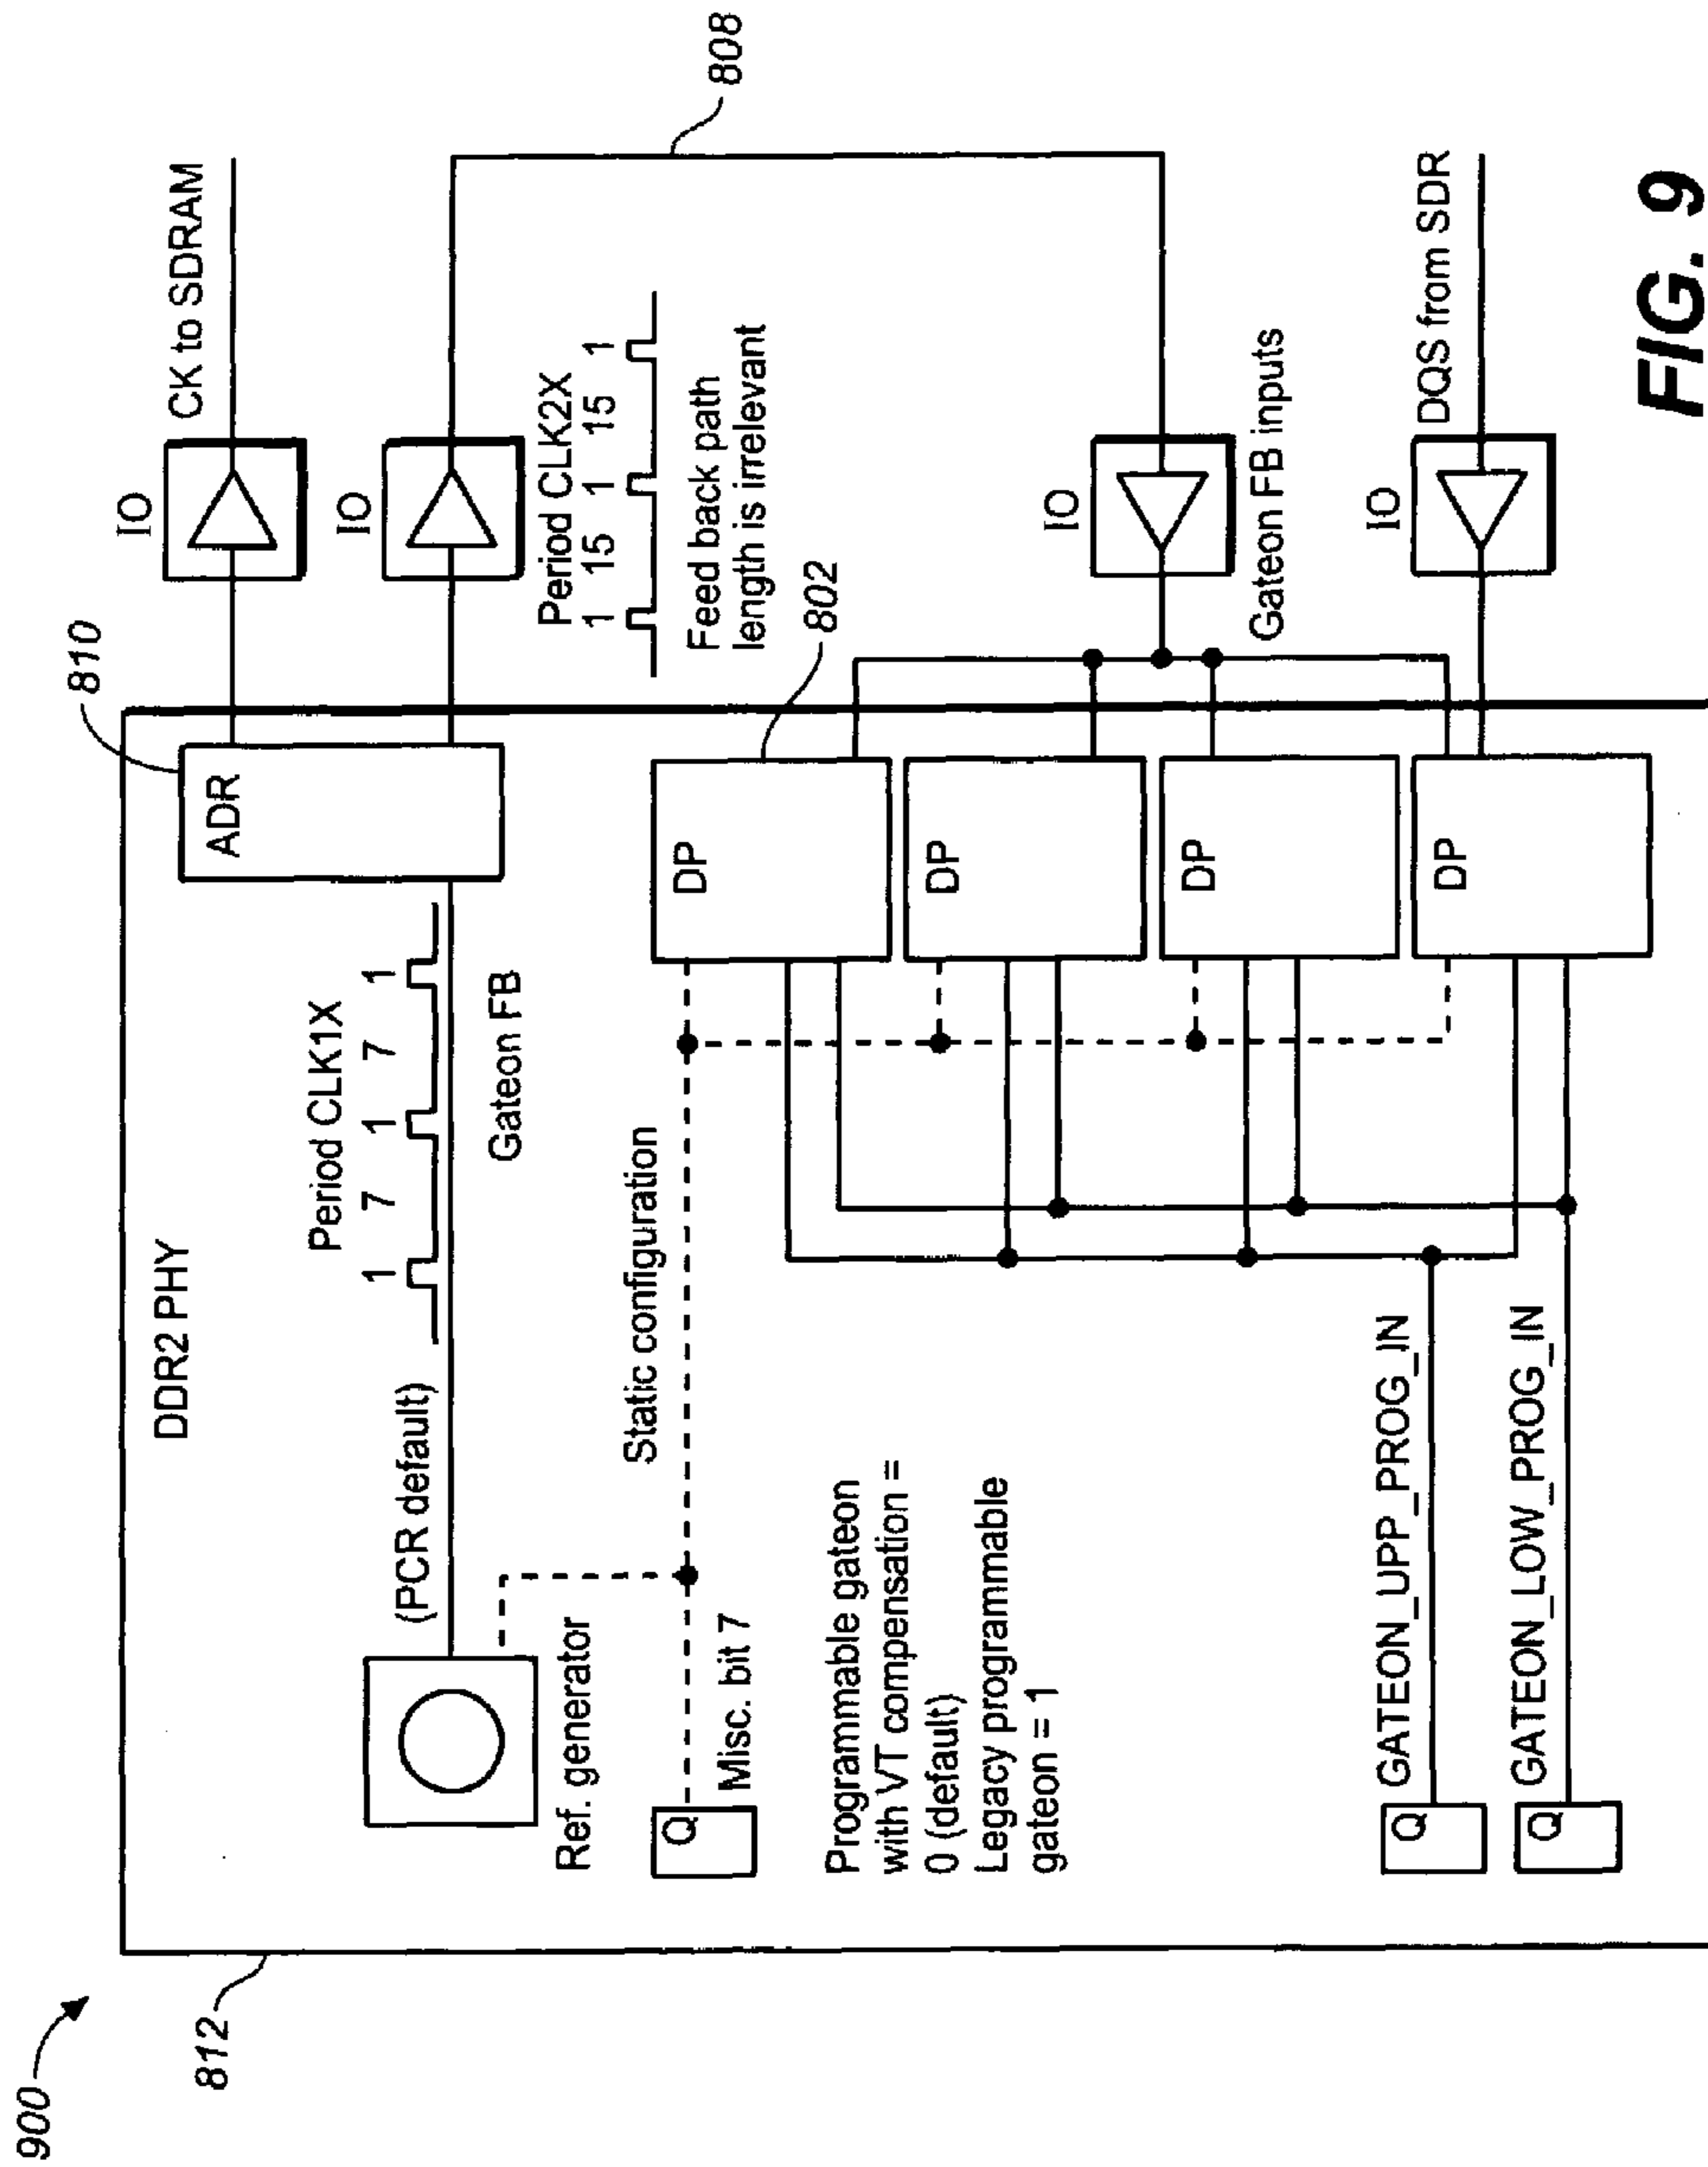 900
812
DDR2 PHY
810
ADR
IO
CK to SDRAM
IO
808
(PCR default)
Period CLK1X
1 7 1 7 1
Gateon FB
Ref. generator
Period CLK2X
1 15 1 15 1
Feed back path
length is irrelevant
Q
Misc. bit 7
Static configuration
802
DP
DP
DP
DP
Programmable gateon
with VT compensation =
0 (default)
Legacy programmable
gateon = 1
IO
Gateon FB inputs
IO
DQS from SDR
Q
GATEON_UPP_PROG_IN
Q
GATEON_LOW_PROG_IN
FIG. 9